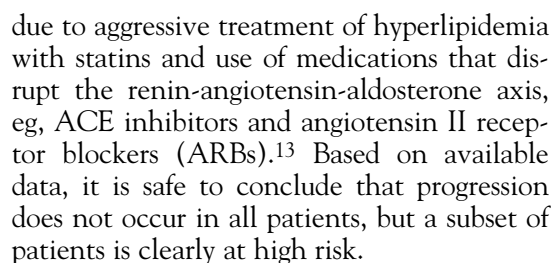 due to aggressive treatment of hyperlipidemia
with statins and use of medications that dis-
rupt the renin-angiotensin-aldosterone axis,
eg, ACE inhibitors and angiotensin II recep-
tor blockers (ARBs).13 Based on available
data, it is safe to conclude that progression
does not occur in all patients, but a subset of
patients is clearly at high risk.